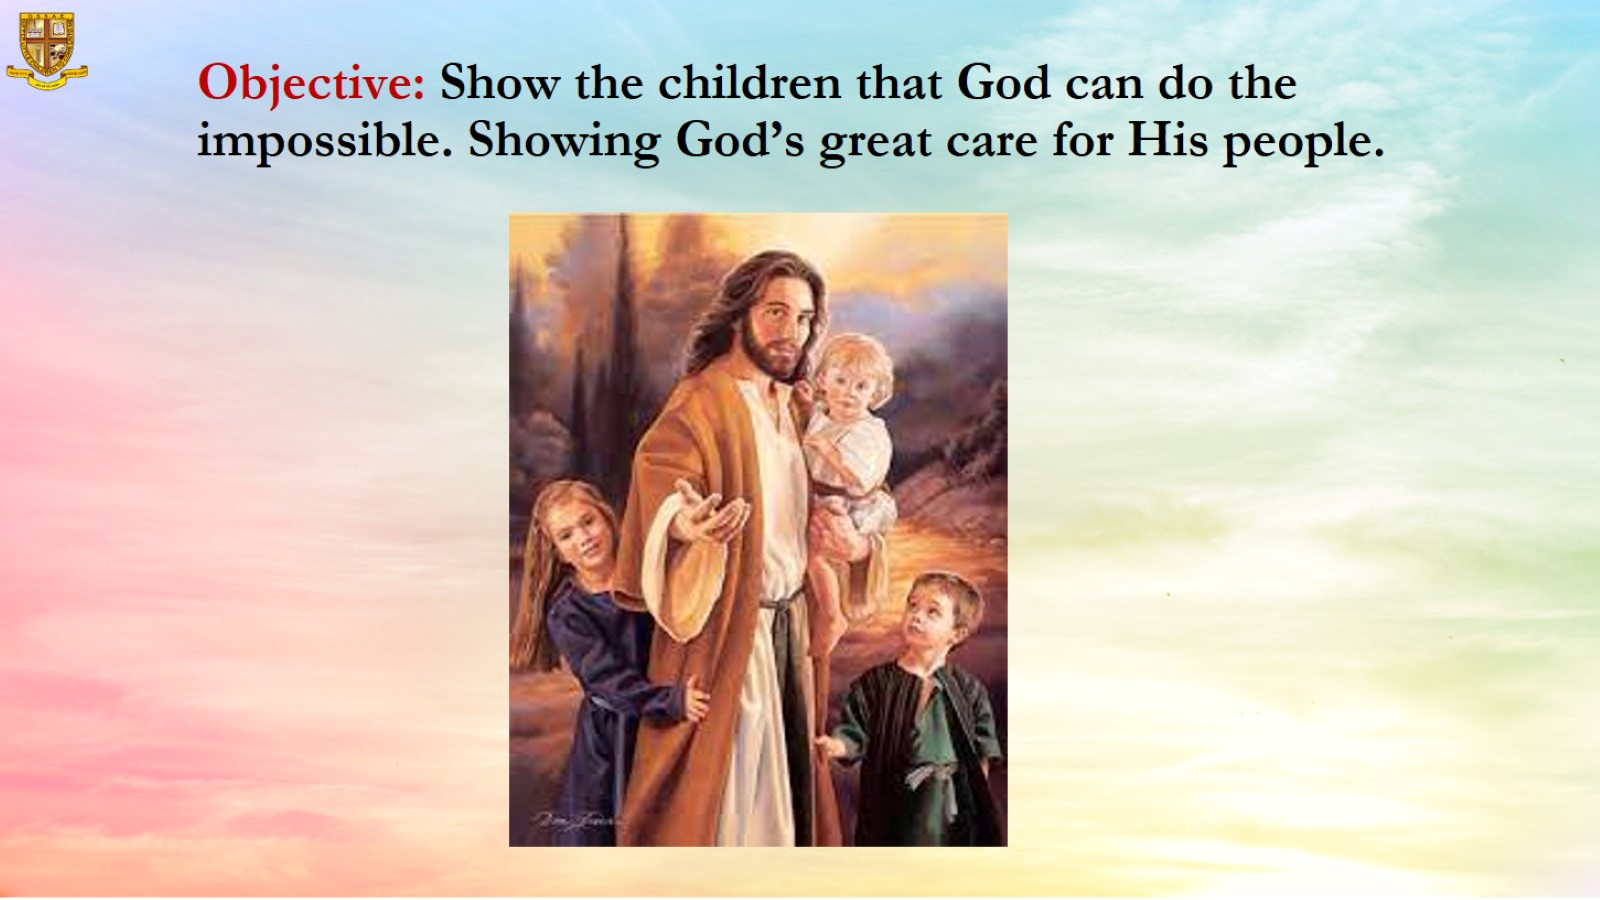 Objective: Show the children that God can do the
impossible. Showing God’s great care for His people.